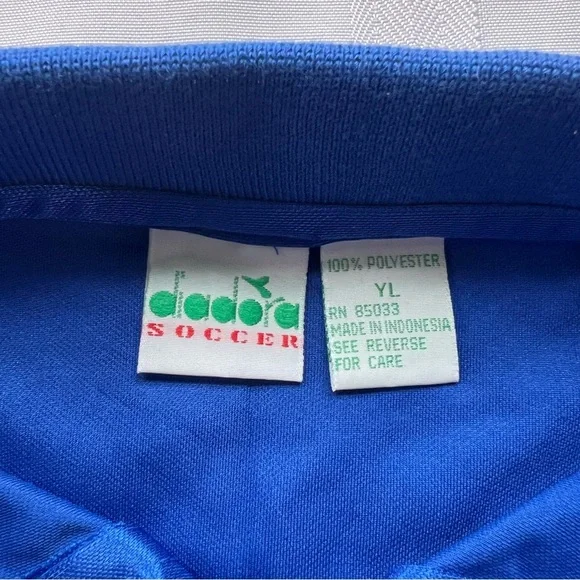 diadora
SOCCER
100% POLYESTER
YL
RN 85033
MADE IN INDONESIA
SEE REVERSE
FOR CARE